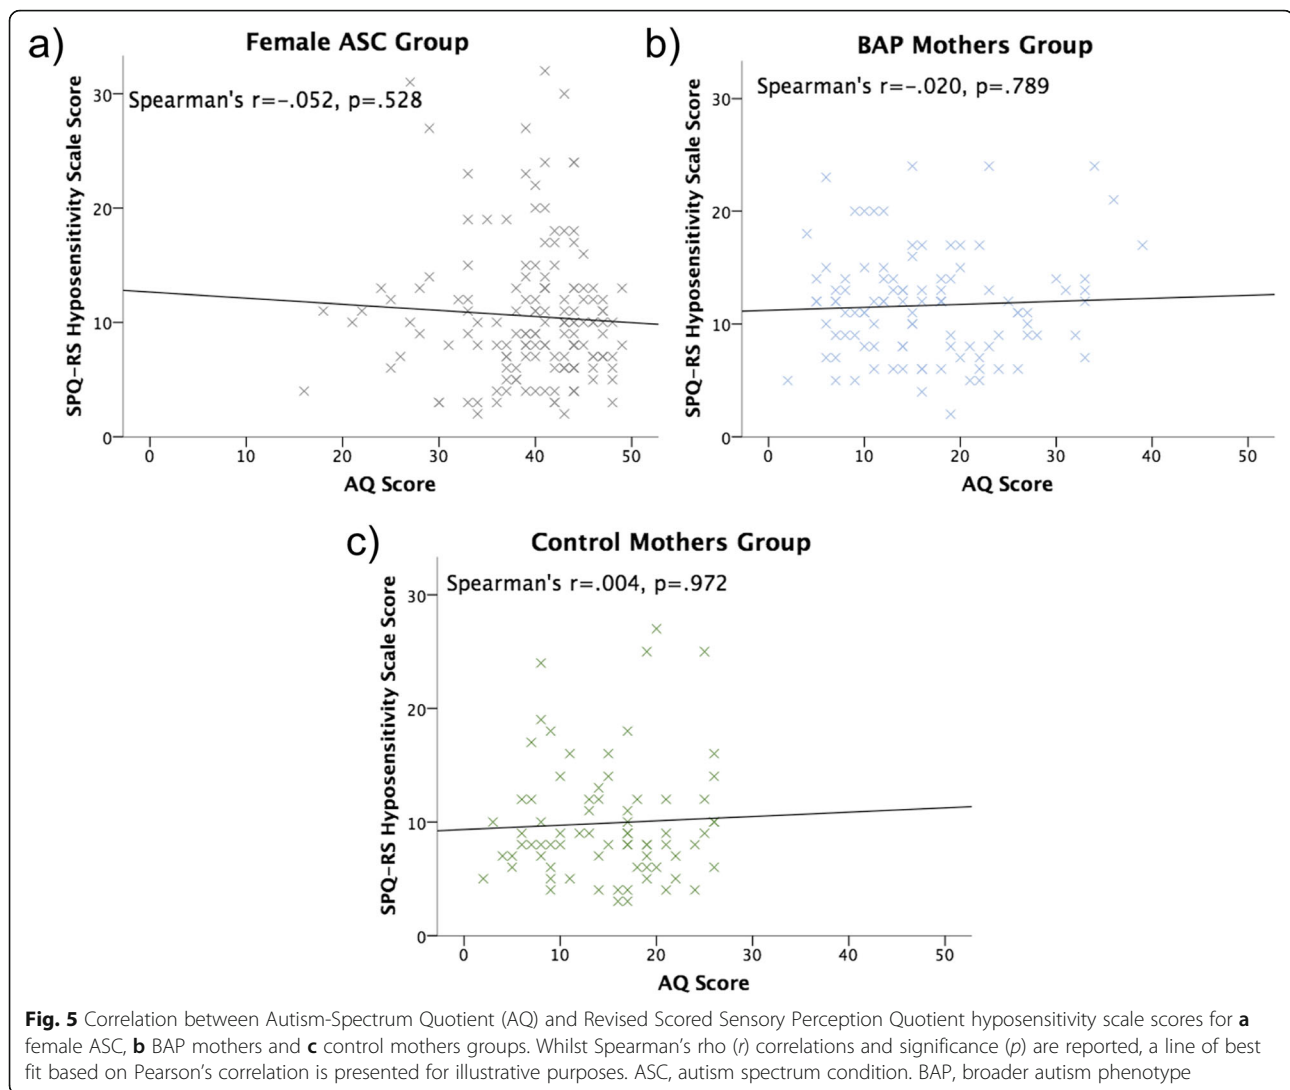 a)
Female ASC Group
Spearman's r=-.052, p=.528
SPQ-RS Hyposensitivity Scale Score
30
20
10
0
0 10 20 30 40 50
AQ Score
b)
BAP Mothers Group
Spearman's r=-.020, p=.789
SPQ-RS Hyposensitivity Scale Score
30
20
10
0
0 10 20 30 40 50
AQ Score
c)
Control Mothers Group
Spearman's r=.004, p=.972
SPQ-RS Hyposensitivity Scale Score
30
20
10
0
0 10 20 30 40 50
AQ Score
Fig. 5 Correlation between Autism-Spectrum Quotient (AQ) and Revised Scored Sensory Perception Quotient hyposensitivity scale scores for a
female ASC, b BAP mothers and c control mothers groups. Whilst Spearman's rho (r) correlations and significance (p) are reported, a line of best
fit based on Pearson's correlation is presented for illustrative purposes. ASC, autism spectrum condition. BAP, broader autism phenotype